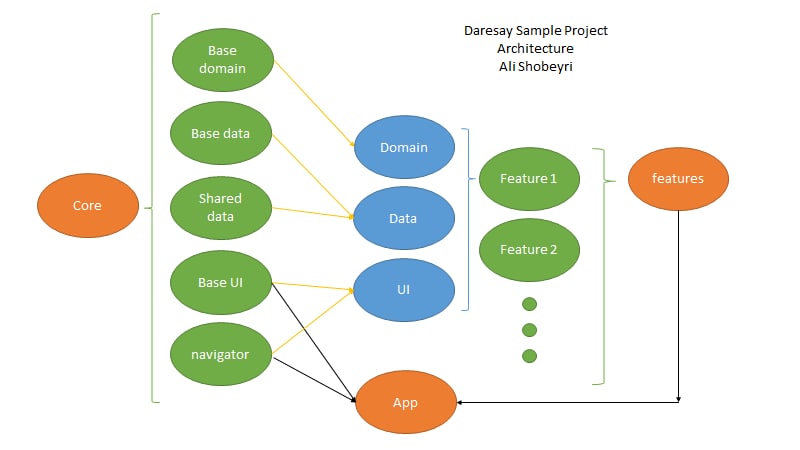 Daresay Sample Project
Architecture
Ali Shobeyri
Core
Base
domain
Base data
Shared
data
Base UI
navigator
Domain
Data
UI
App
Feature 1
Feature 2
features